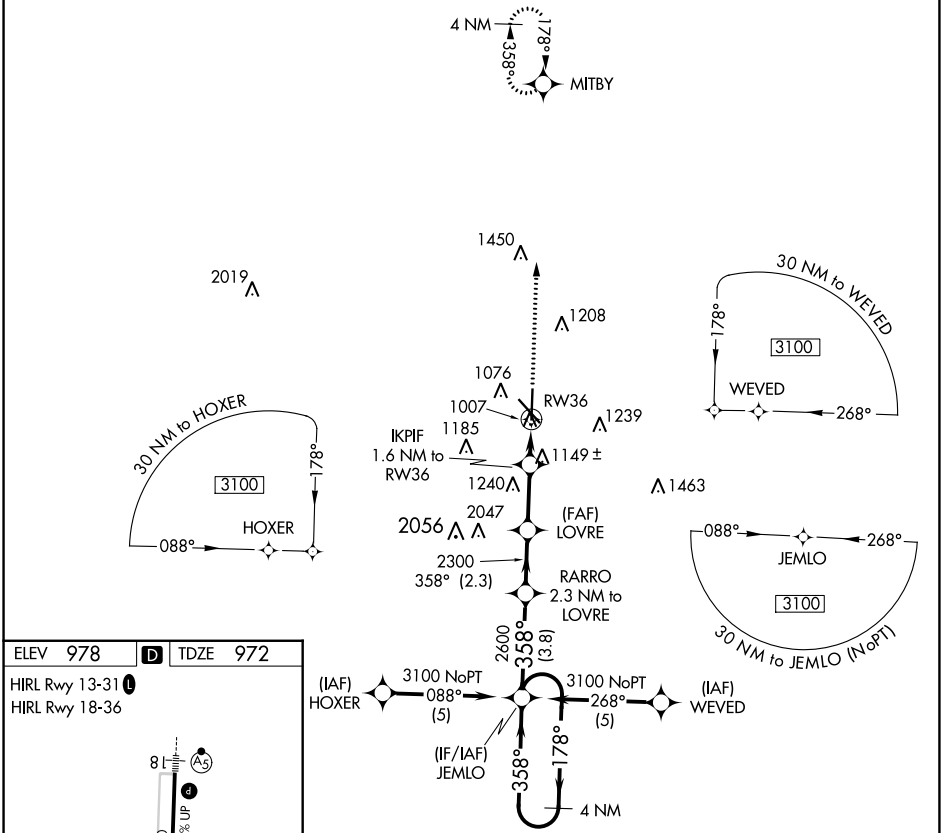 4 NM
178°
358°
MITBY
1450
2019
1208
30 NM to WEVED
178°
3100
WEVED
268°
1076
1007
RW36
1239
1185
IKPIF
1.6 NM to
RW36
1149 ±
1240
1463
30 NM to HOXER
178°
3100
HOXER
088°
2056
2047
(FAF)
LOVRE
2300
358° (2.3)
RARRO
2.3 NM to
LOVRE
088°
268°
JEMLO
3100
30 NM to JEMLO (NoPT)
2600
358°
(3.8)
ELEV 978
D
TDZE 972
HIRL Rwy 13-31 L
HIRL Rwy 18-36
(IAF)
HOXER
3100 NoPT
088°
(5)
3100 NoPT
268°
(5)
(IAF)
WEVED
(IF/IAF)
JEMLO
358°
178°
4 NM
18
A5
P
% UP